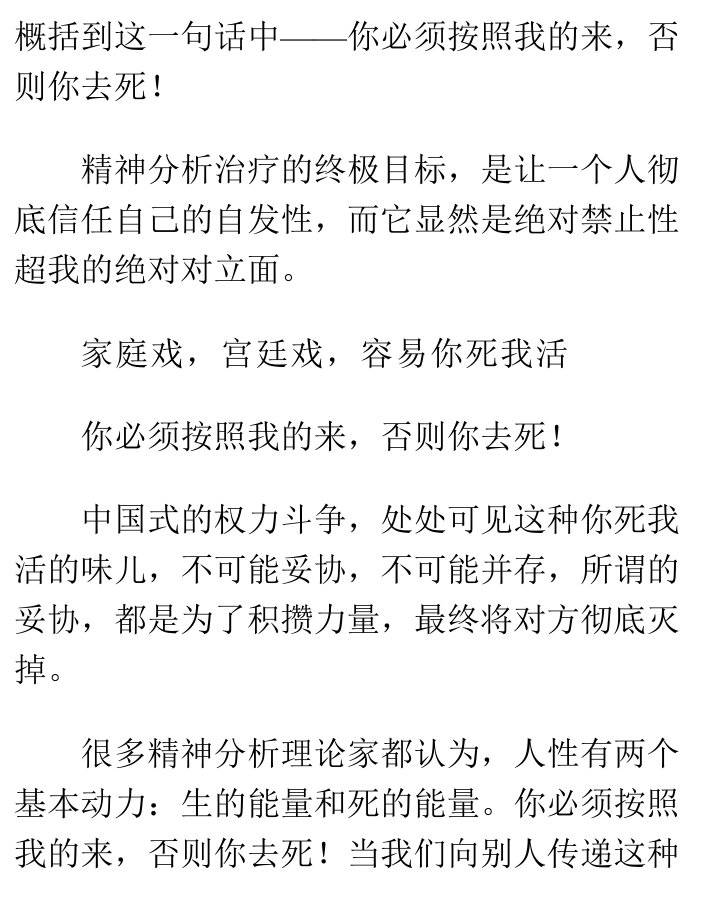 概括到这一句话中——你必须按照我的来，否
则你去死！
精神分析治疗的终极目标，是让一个人彻
底信任自己的自发性，而它显然是绝对禁止性
超我的绝对对立面。
家庭戏，宫廷戏，容易你死我活
你必须按照我的来，否则你去死！
中国式的权力斗争，处处可见这种你死我
活的味儿，不可能妥协，不可能并存，所谓的
妥协，都是为了积攒力量，最终将对方彻底灭
掉。
很多精神分析理论家都认为，人性有两个
基本动力：生的能量和死的能量。你必须按照
我的来，否则你去死！当我们向别人传递这种